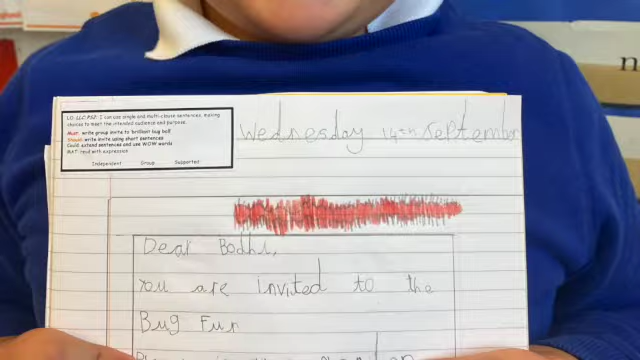 LO: LLC/PSP: I can use single and multi-clause sentences, making
choices to meet the intended audience and purpose.
Must: write group invite to 'brilliant bug ball'
Should: write invite using short sentences
Could: extend sentences and use WOW words
MAT: read with expression
Independent Group Supported:
Wednesday 14th September
Dear Bodhi,
You are invited to the
Bug Fun